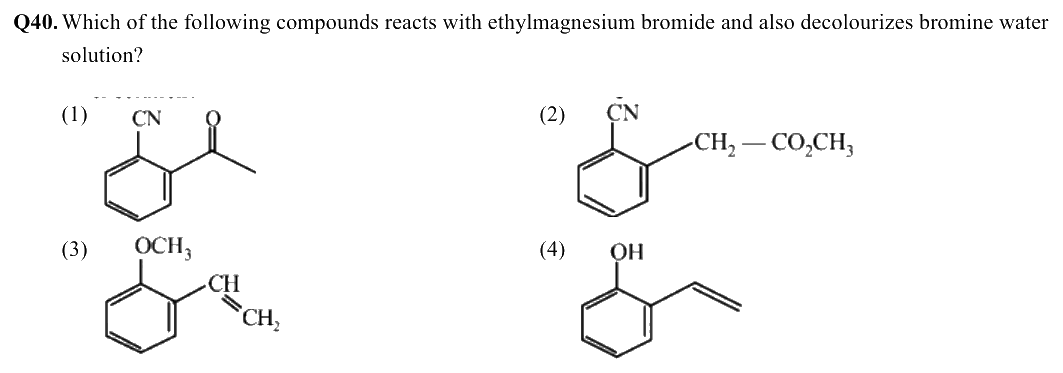 Q40. Which of the following compounds reacts with ethylmagnesium bromide and also decolourizes bromine water
solution?
(1)
CN
O
(2)
CN
CH₂ — CO₂CH₃
(3)
OCH₃
CH
CH₂
(4)
OH